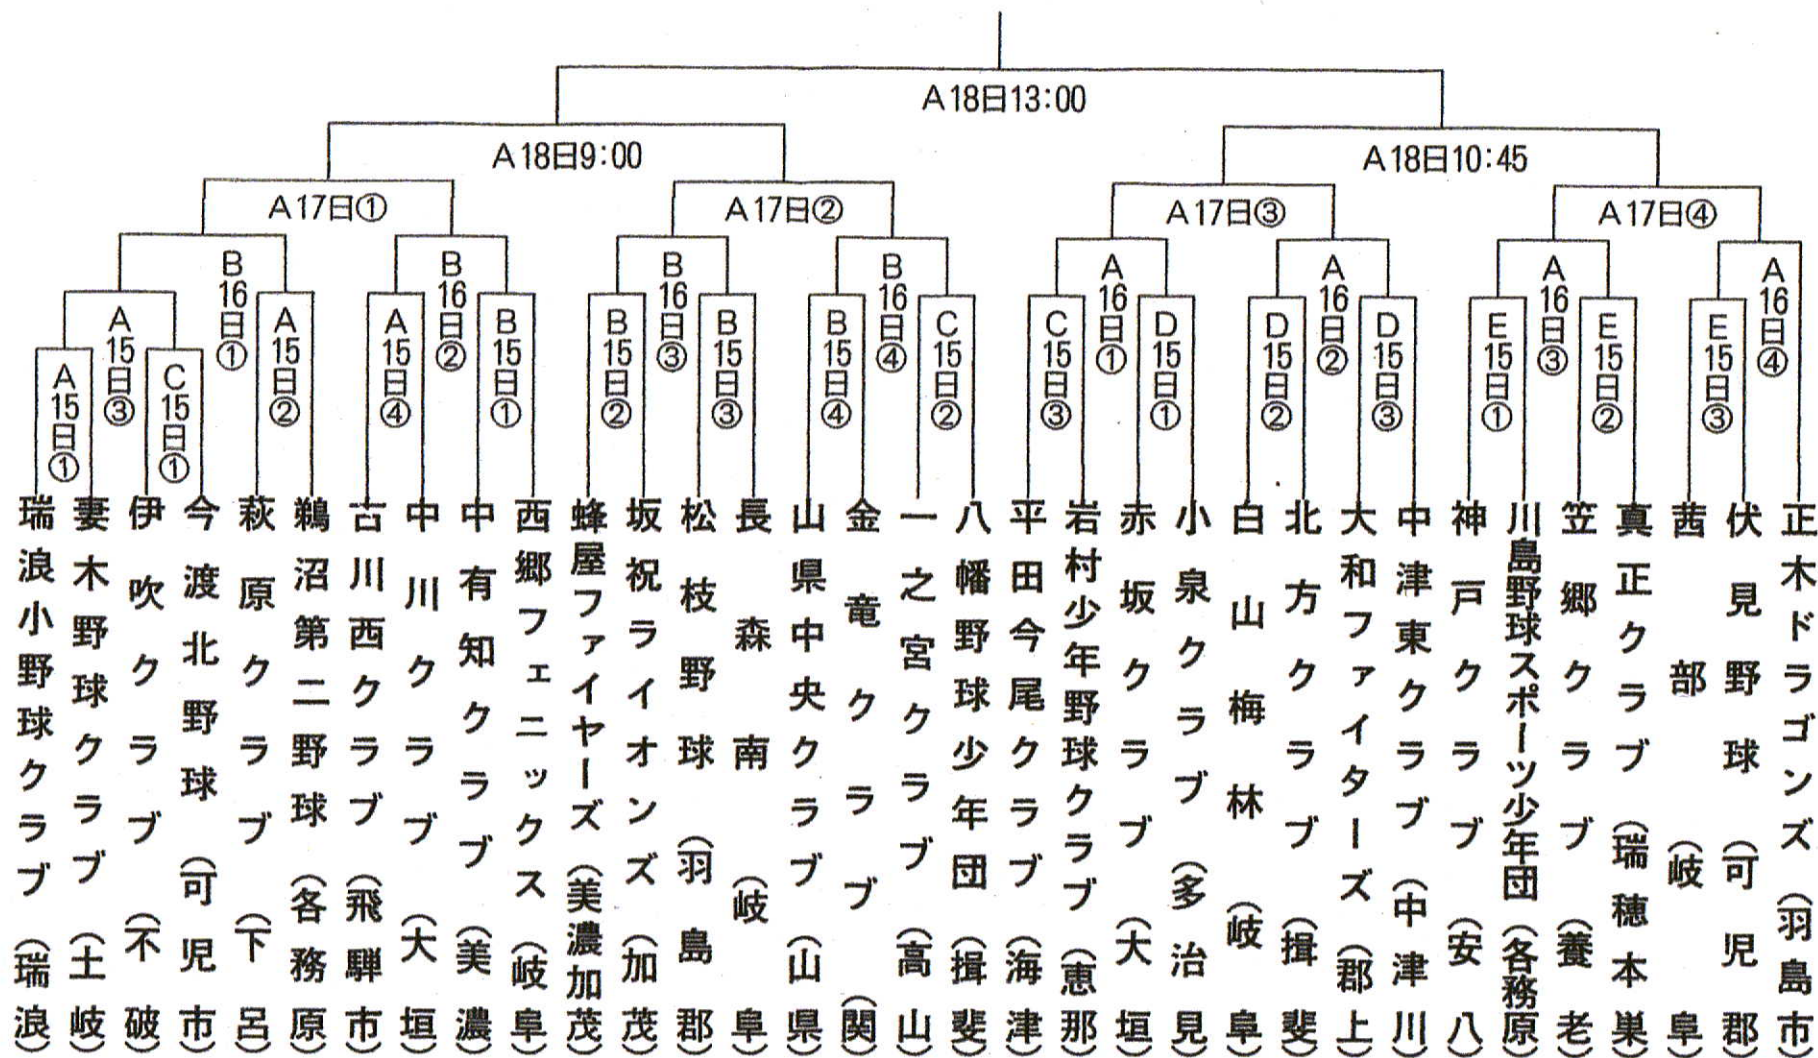 A18日13:00
A18日9:00
A18日10:45
A17日①
A17日②
A17日③
A17日④
B16日①
B16日②
B16日③
B16日④
A16日①
A16日②
A16日③
A16日④
A15日③
A15日②
A15日④
B15日①
B15日②
B15日③
B15日④
C15日②
C15日③
D15日①
D15日②
D15日③
E15日①
E15日②
E15日③
A15日①
C15日①
瑞浪小野球クラブ（瑞浪）
妻木野球クラブ（土岐）
伊吹クラブ（不破）
今渡北野球（可児市）
萩原クラブ（下呂）
鵜沼第二野球（各務原）
古川西クラブ（飛騨市）
中川クラブ（大垣）
中有知クラブ（美濃）
西郷フェニックス（岐阜）
蜂屋ファイヤーズ（美濃加茂）
坂祝ライオンズ（加茂）
松枝野球（羽島郡）
長森南（岐阜）
山県中央クラブ（山県）
金竜クラブ（関）
一之宮クラブ（高山）
八幡野球少年団（揖斐）
平田今尾クラブ（海津）
岩村少年野球クラブ（恵那）
赤坂クラブ（大垣）
小泉クラブ（多治見）
白山梅林（岐阜）
北方クラブ（揖斐）
大和ファイターズ（郡上）
中津東クラブ（中津川）
神戸クラブ（安八）
川島野球スポーツ少年団（各務原）
笠郷クラブ（養老）
真正クラブ（瑞穂本巣）
茜部（岐阜）
伏見野球（可児郡）
正木ドラゴンズ（羽島市）